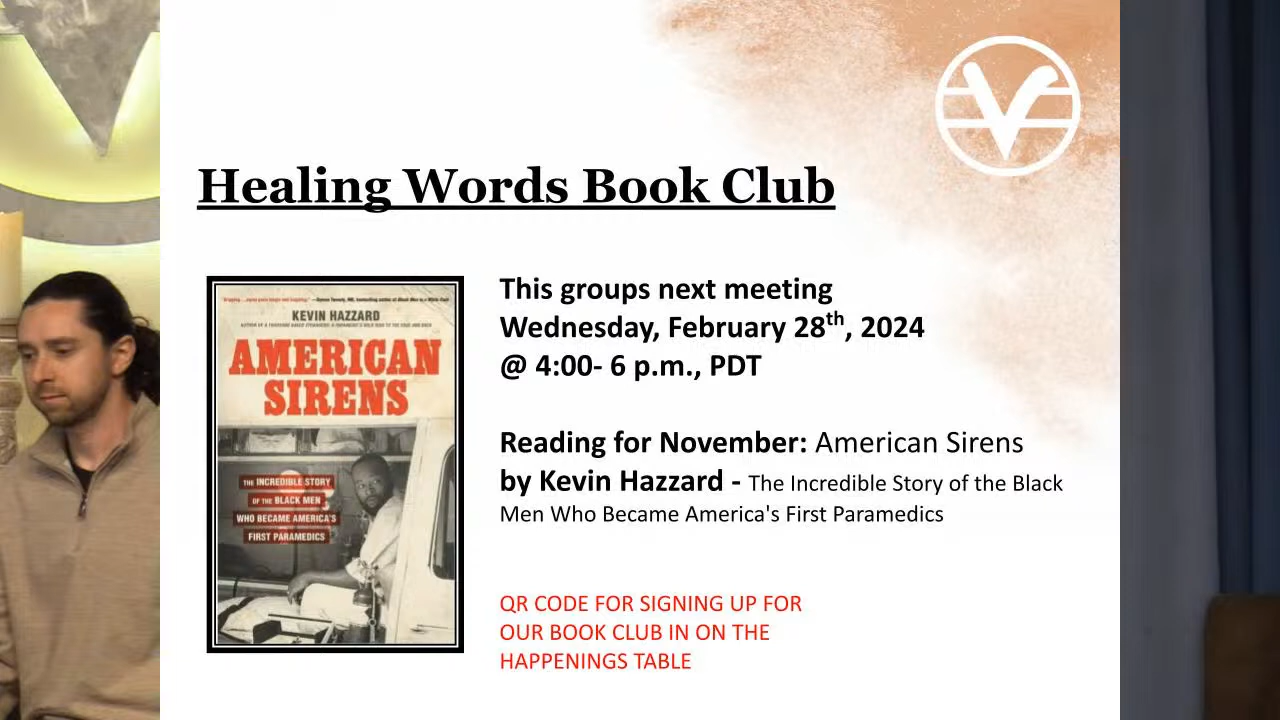 Healing Words Book Club
KEVIN HAZZARD
AMERICAN
SIRENS
THE INCREDIBLE STORY
OF THE BLACK MEN
WHO BECAME AMERICA'S
FIRST PARAMEDICS
This groups next meeting
Wednesday, February 28th, 2024
@ 4:00- 6 p.m., PDT
Reading for November: American Sirens
by Kevin Hazzard - The Incredible Story of the Black
Men Who Became America's First Paramedics
QR CODE FOR SIGNING UP FOR
OUR BOOK CLUB IN ON THE
HAPPENINGS TABLE